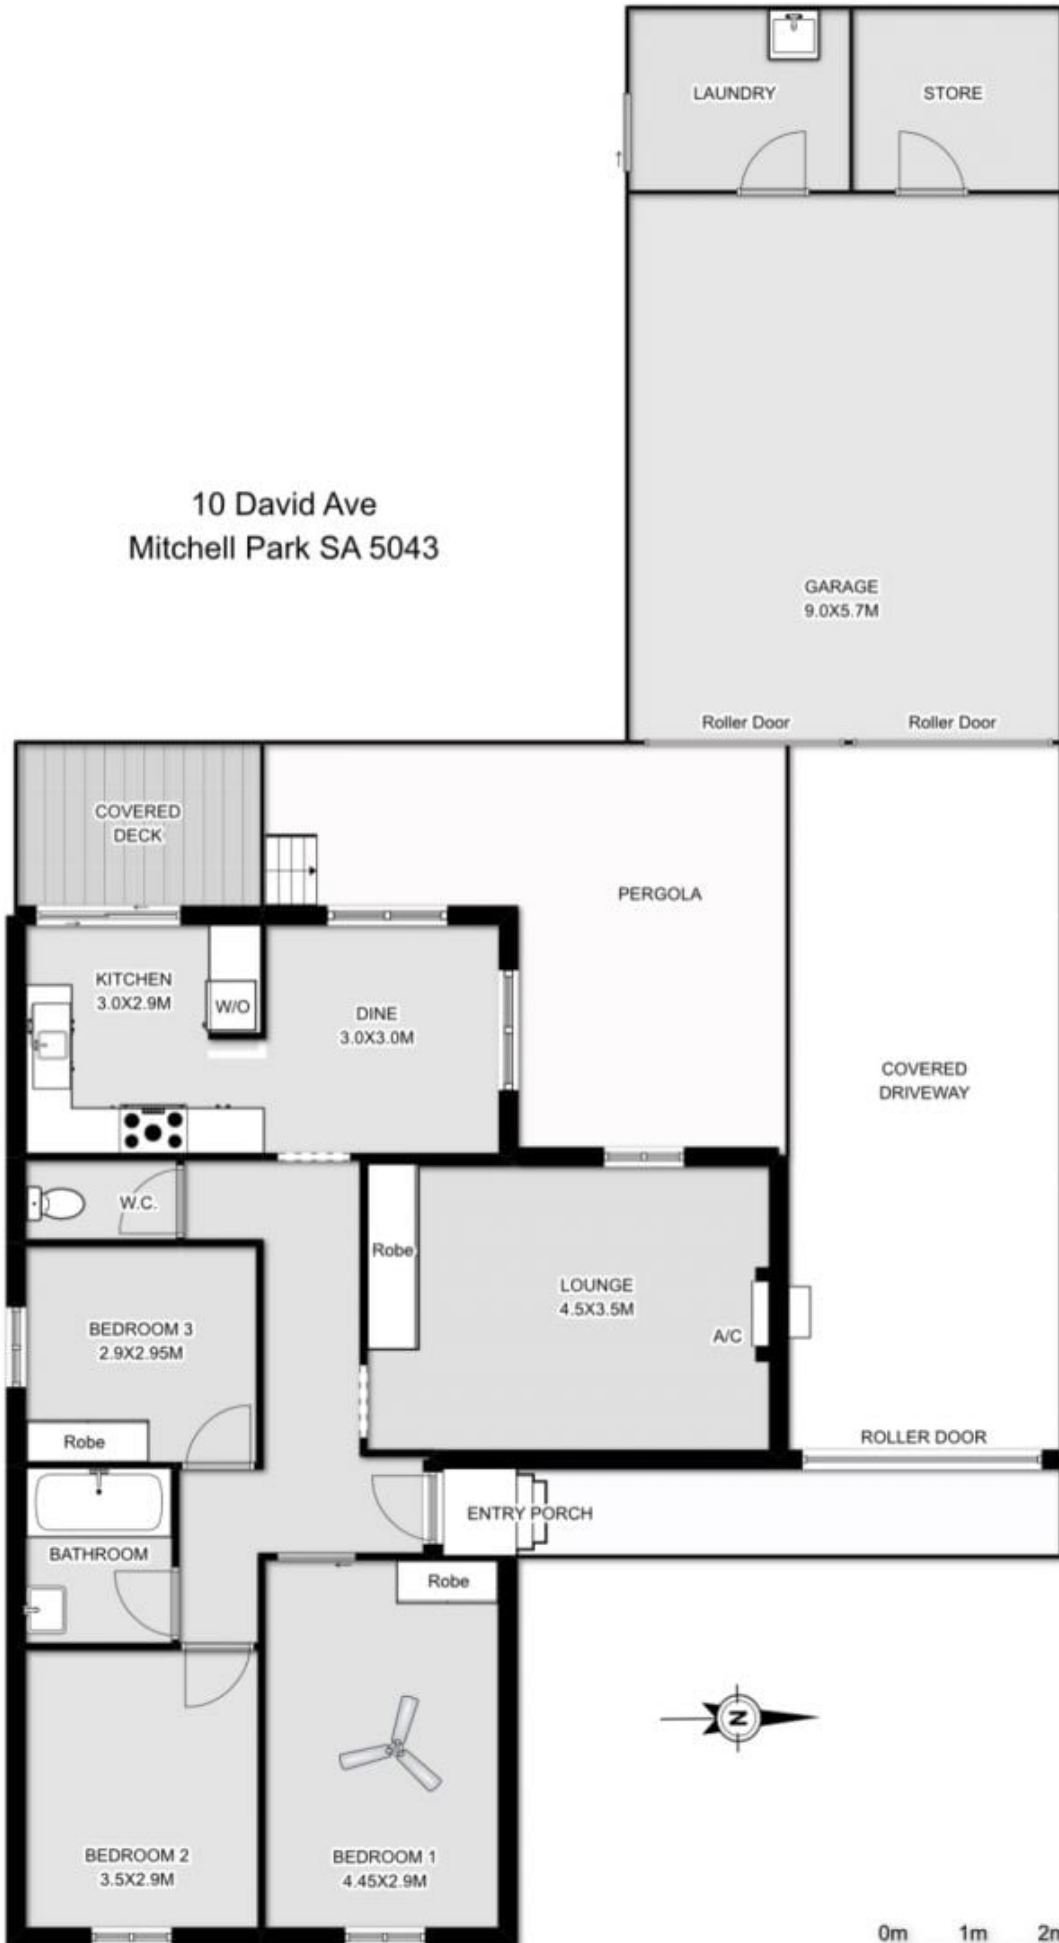 LAUNDRY
STORE
10 David Ave
Mitchell Park SA 5043
GARAGE
9.0X5.7M
Roller Door
Roller Door
COVERED
DECK
PERGOLA
KITCHEN
3.0X2.9M
W/O
DINE
3.0X3.0M
COVERED
DRIVEWAY
W.C.
Robe
LOUNGE
4.5X3.5M
A/C
BEDROOM 3
2.9X2.95M
Robe
ROLLER DOOR
ENTRY PORCH
BATHROOM
Robe
N
BEDROOM 2
3.5X2.9M
BEDROOM 1
4.45X2.9M
0m 1m 2m